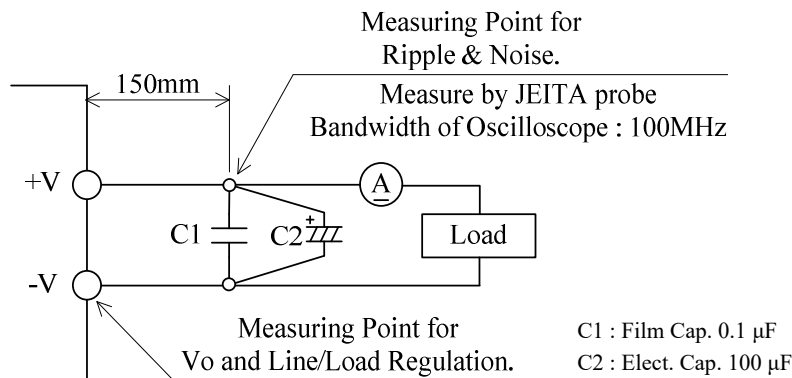 Measuring Point for
Ripple & Noise.
150mm
Measure by JEITA probe
Bandwidth of Oscilloscope : 100MHz
+V
A
C1
+
C2
Load
-V
Measuring Point for
Vo and Line/Load Regulation.
C1 : Film Cap. 0.1 μF
C2 : Elect. Cap. 100 μF